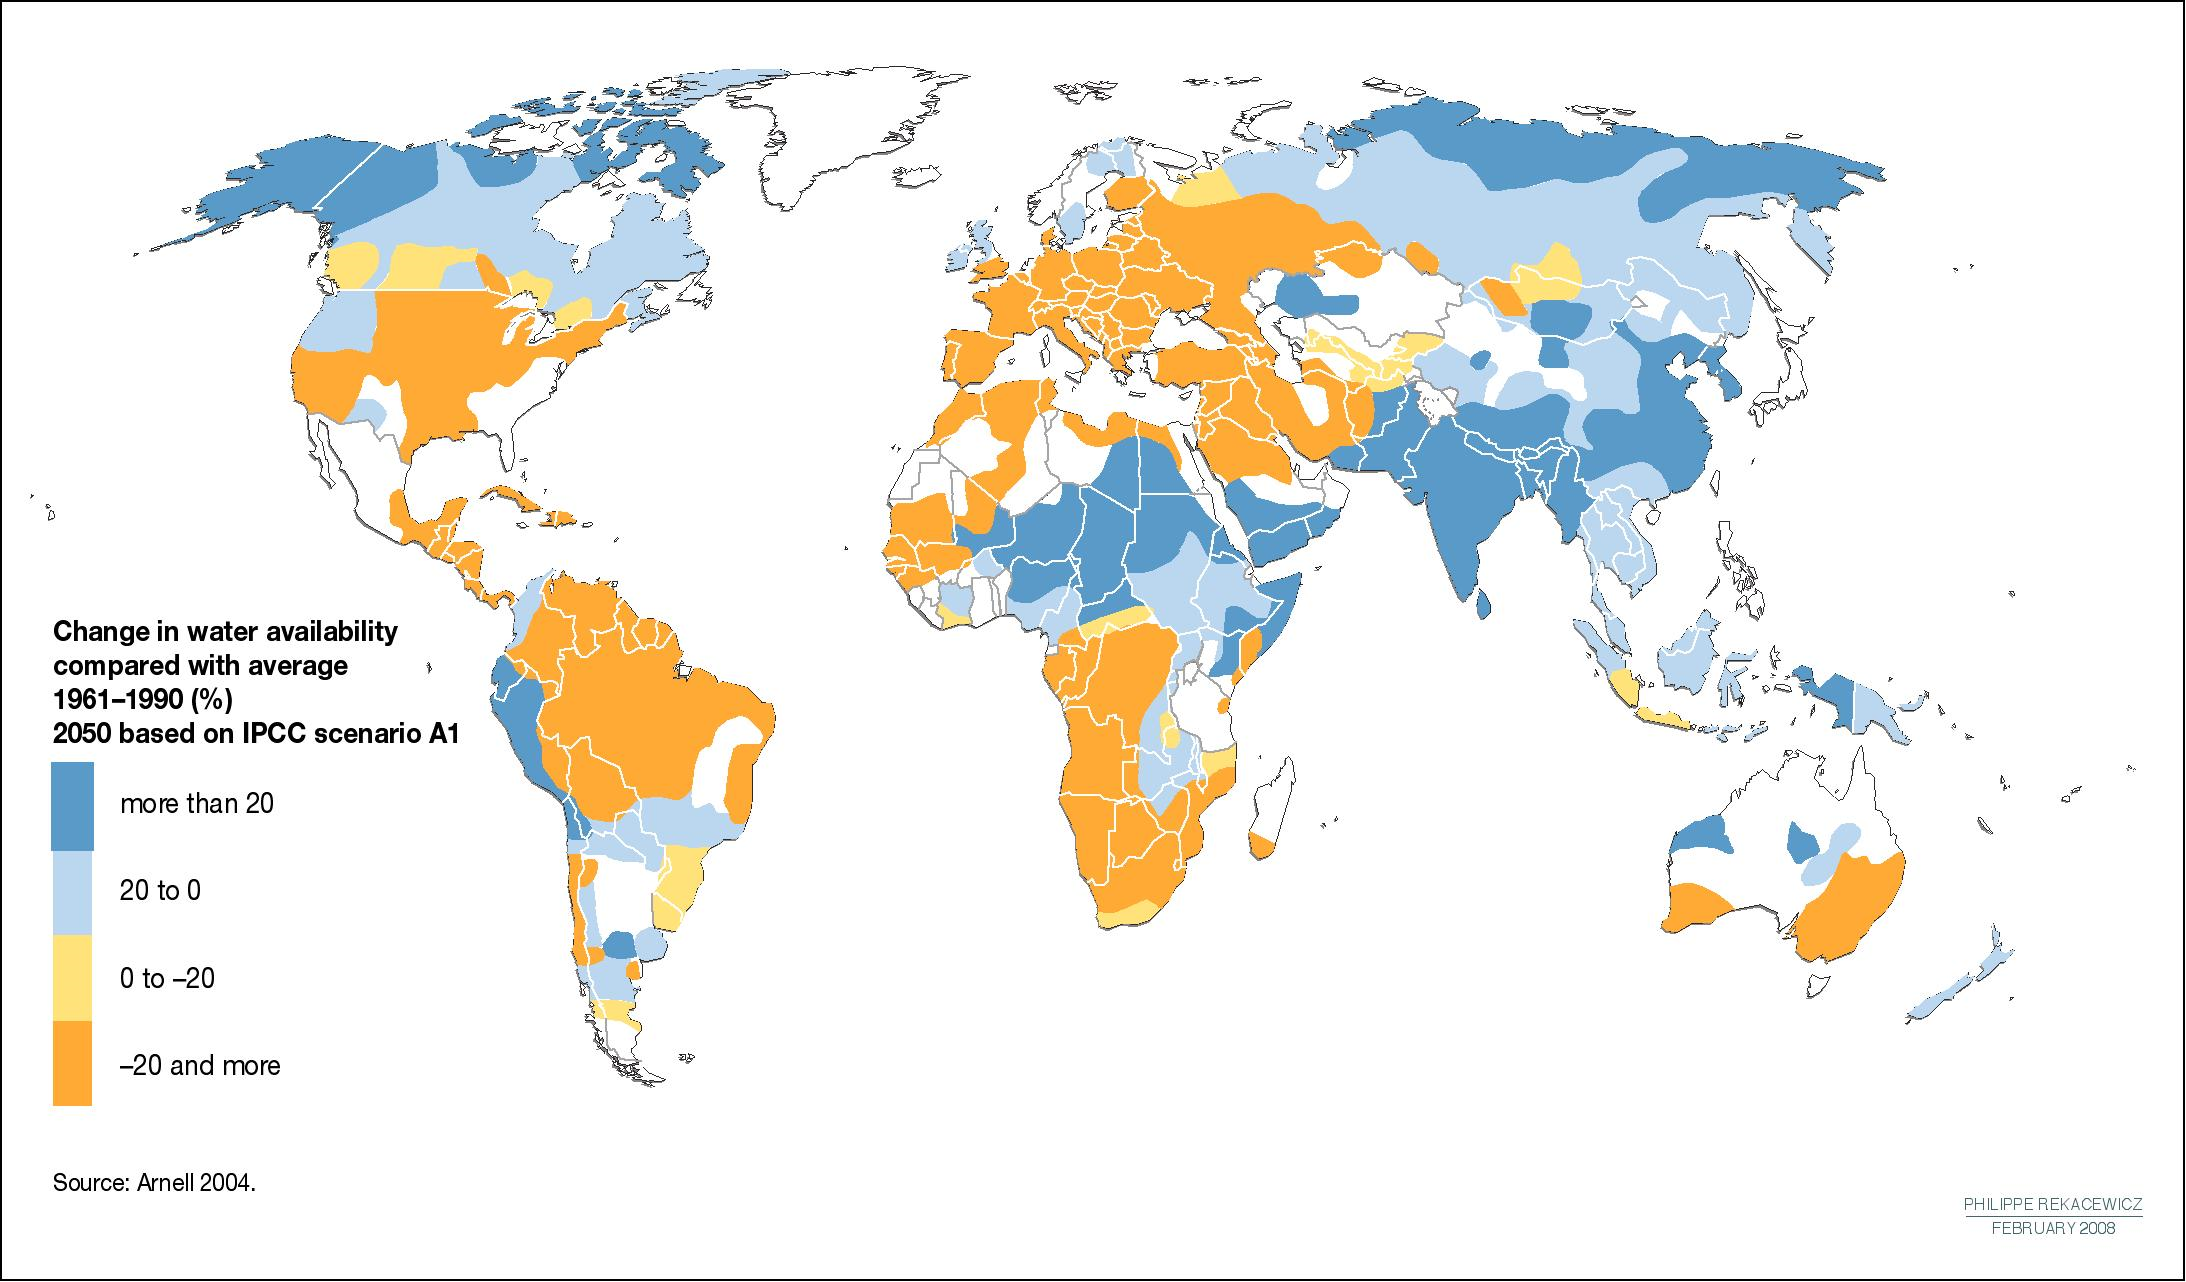 Change in water availability
compared with average
1961–1990 (%)
2050 based on IPCC scenario A1
more than 20
20 to 0
0 to –20
–20 and more
Source: Arnell 2004.
PHILIPPE REKACEWICZ
FEBRUARY 2008